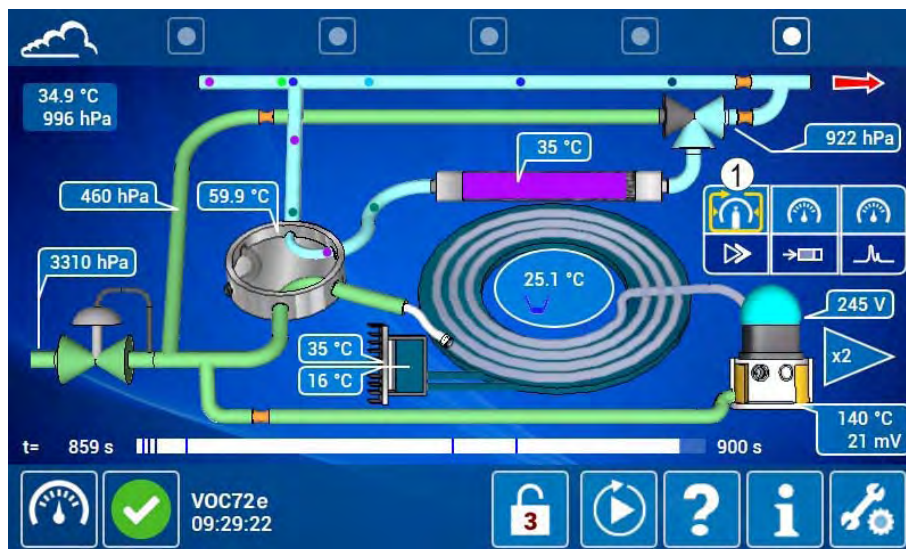 34.9 °C
996 hPa
922 hPa
35 °C
1
460 hPa
59.9 °C
3310 hPa
25.1 °C
245 V
x2
35 °C
16 °C
140 °C
21 mV
t= 859 s
900 s
VOC72e
09:29:22
3
?
i